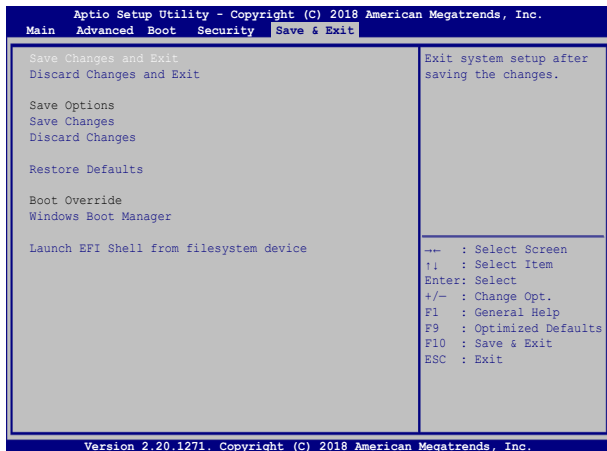 Aptio Setup Utility - Copyright (C) 2018 American Megatrends, Inc.
Main Advanced Boot Security Save & Exit
Save Changes and Exit
Discard Changes and Exit
Save Options
Save Changes
Discard Changes
Restore Defaults
Boot Override
Windows Boot Manager
Launch EFI Shell from filesystem device
Exit system setup after
saving the changes.
→← : Select Screen
↑↓ : Select Item
Enter: Select
+/— : Change Opt.
F1 : General Help
F9 : Optimized Defaults
F10 : Save & Exit
ESC : Exit
Version 2.20.1271. Copyright (C) 2018 American Megatrends, Inc.